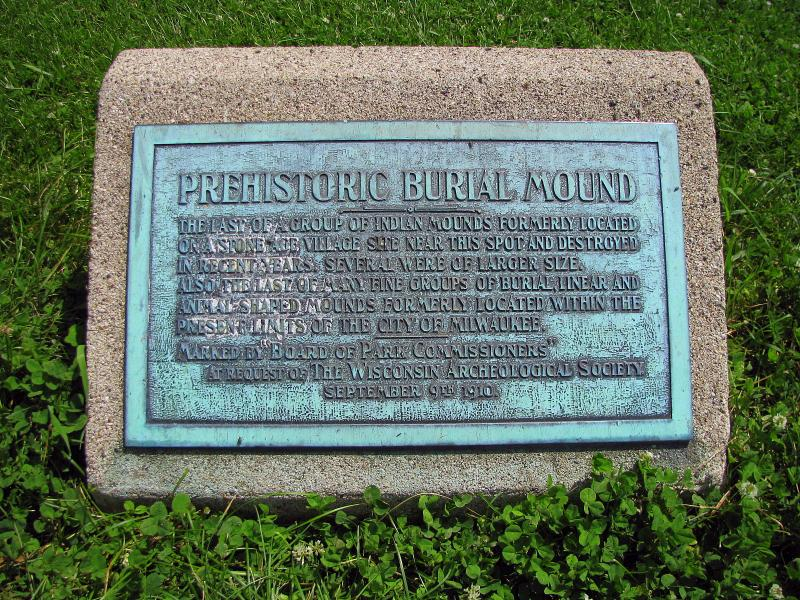 PREHISTORIC BURIAL MOUND
THE LAST OF A GROUP OF INDIAN MOUNDS FORMERLY LOCATED
ON A STONE AGE VILLAGE SITE NEAR THIS SPOT AND DESTROYED
IN RECENT YEARS. SEVERAL WERE OF LARGER SIZE.
ALSO THE LAST OF MANY FINE GROUPS OF BURIAL, LINEAR AND
ANIMAL SHAPED MOUNDS FORMERLY LOCATED WITHIN THE
PRESENT LIMITS OF THE CITY OF MILWAUKEE.
MARKED BY "BOARD OF PARK COMMISSIONERS"
AT REQUEST OF THE WISCONSIN ARCHEOLOGICAL SOCIETY.
SEPTEMBER 9TH 1910.